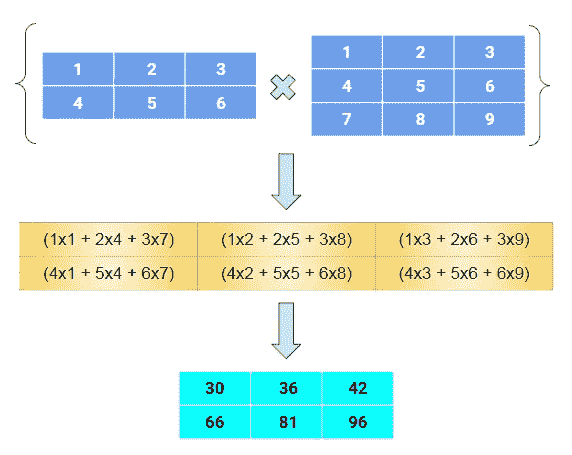 1 2 3
4 5 6
1 2 3
4 5 6
7 8 9
(1x1 + 2x4 + 3x7) (1x2 + 2x5 + 3x8) (1x3 + 2x6 + 3x9)
(4x1 + 5x4 + 6x7) (4x2 + 5x5 + 6x8) (4x3 + 5x6 + 6x9)
30 36 42
66 81 96